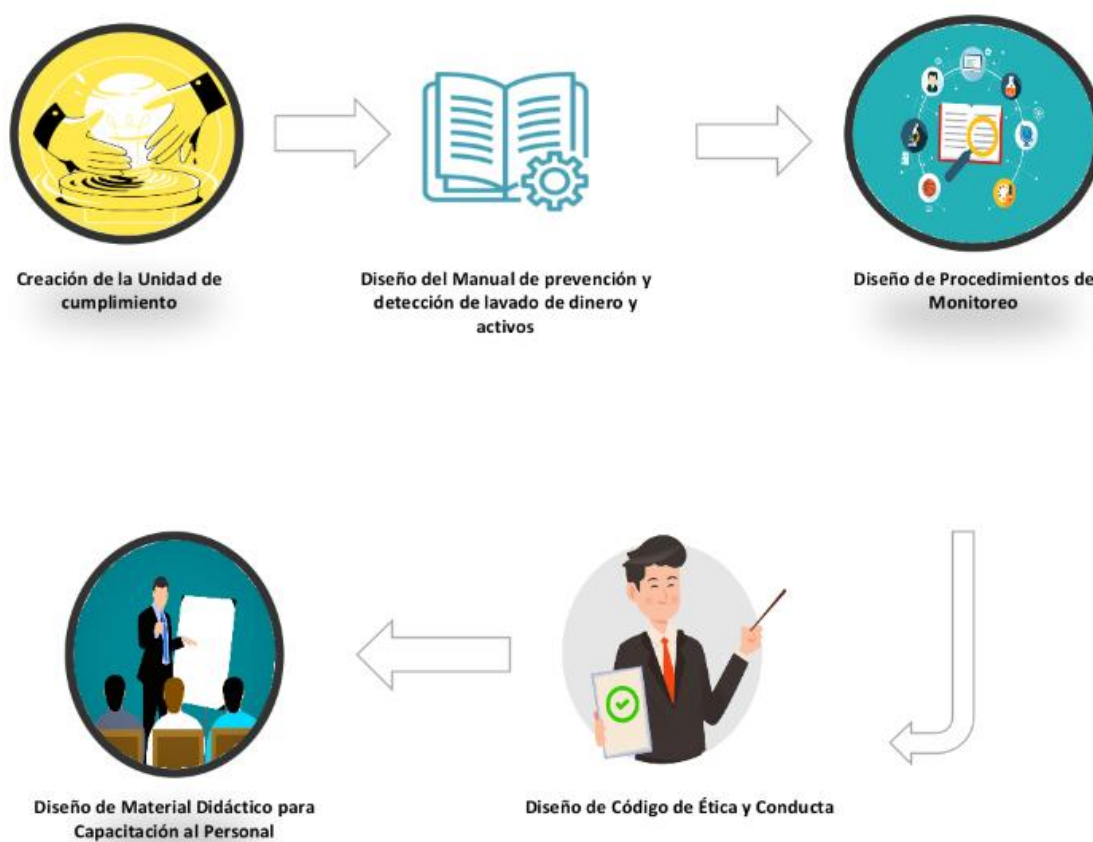 Creación de la Unidad de
cumplimiento
Diseño del Manual de prevención y
detección de lavado de dinero y
activos
Diseño de Procedimientos de
Monitoreo
Diseño de Código de Ética y Conducta
Diseño de Material Didáctico para
Capacitación al Personal